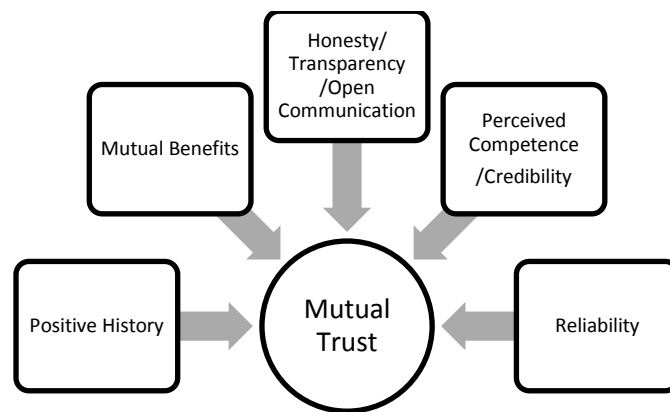 Honesty/
Transparency
/Open
Communication
Mutual Benefits
Perceived
Competence
/Credibility
Positive History
Mutual
Trust
Reliability